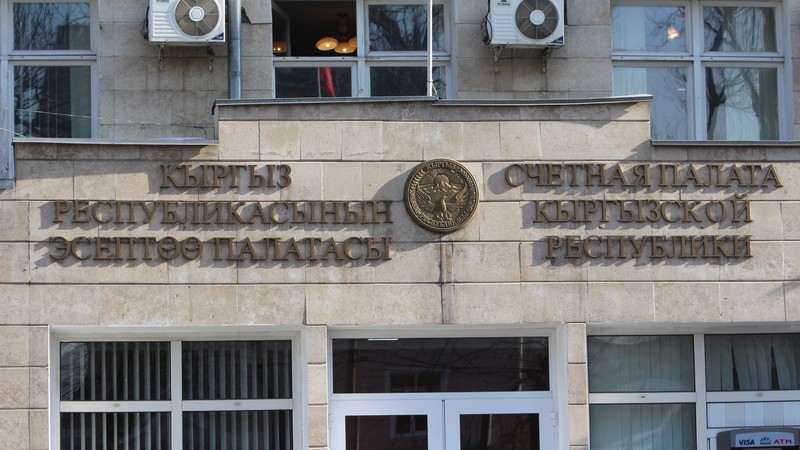 КЫРГЫЗ
РЕСПУБЛИКАСЫНЫН
ЭСЕПТӨӨ ПАЛАТАСЫ
СЧЕТНАЯ ПАЛАТА
КЫРГЫЗСКОЙ
РЕСПУБЛИКИ
VISA ATM